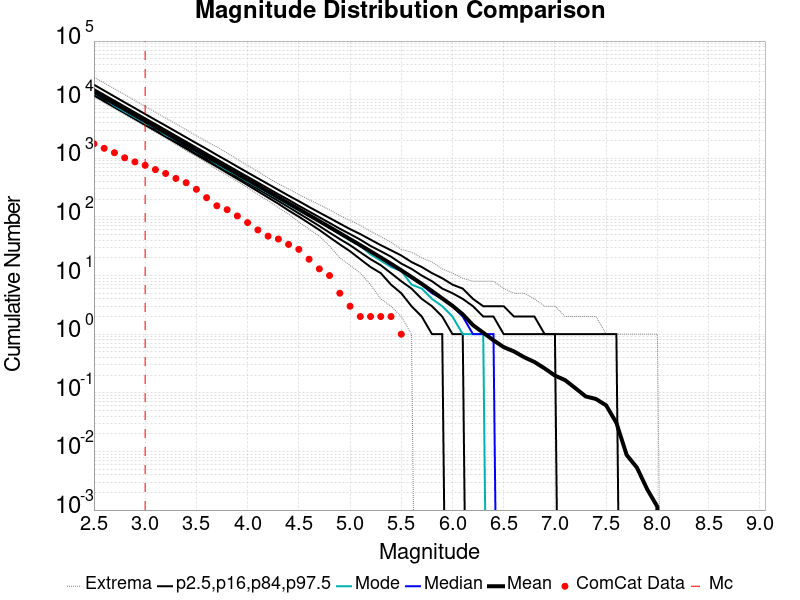 Magnitude Distribution Comparison
10^5
10^4
10^3
10^2
10^1
10^0
10^-1
10^-2
10^-3
Cumulative Number
2.5 3.0 3.5 4.0 4.5 5.0 5.5 6.0 6.5 7.0 7.5 8.0 8.5 9.0
Magnitude
Extrema p2.5,p16,p84,p97.5 Mode Median Mean ComCat Data Mc